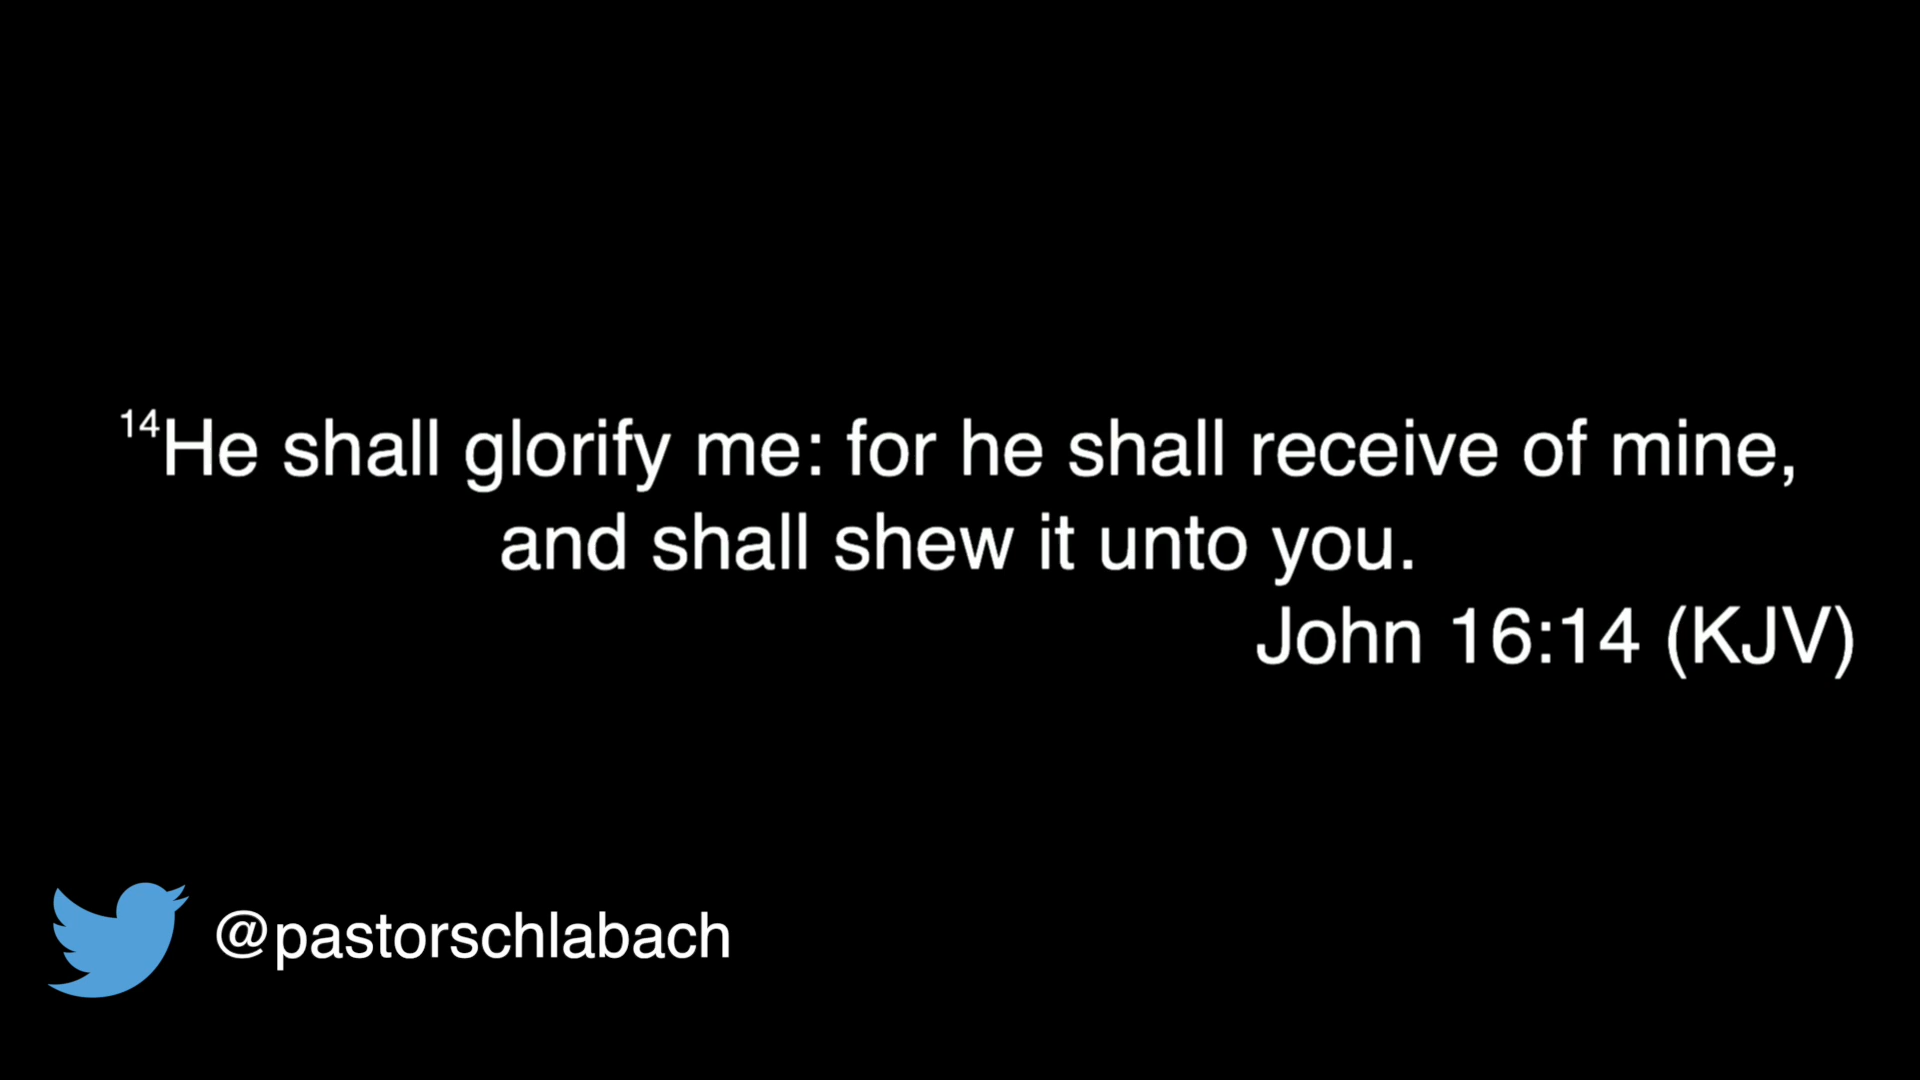 14He shall glorify me: for he shall receive of mine,
and shall shew it unto you.
John 16:14 (KJV)
@pastorschlabach